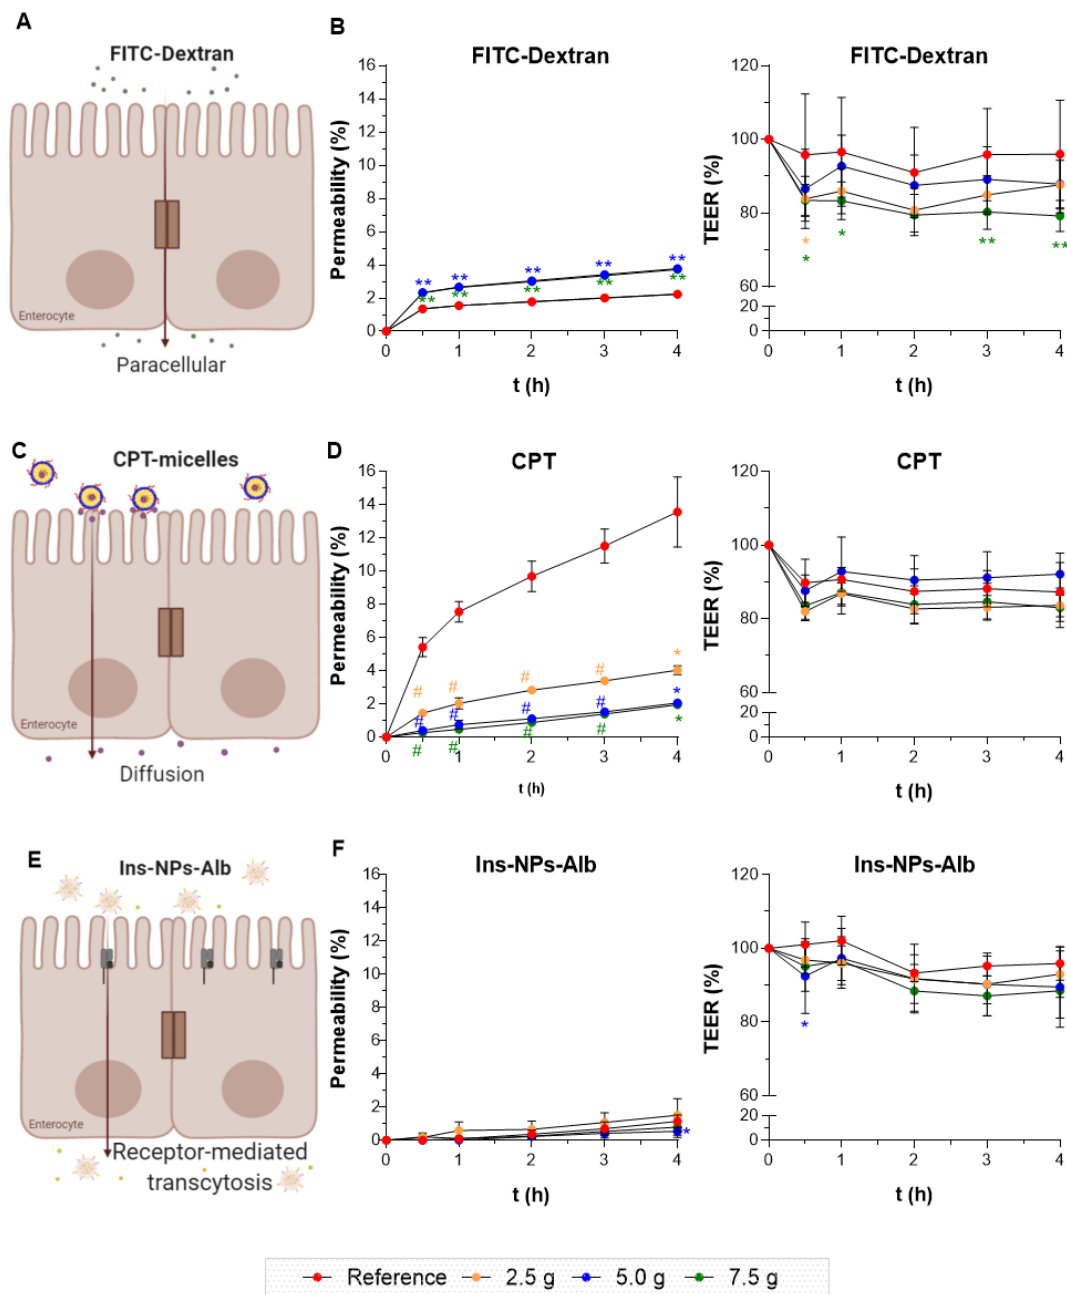 A
FITC-Dextran
Enterocyte
Paracellular
B
FITC-Dextran
Permeability (%)
16
14
12
10
8
6
4
2
0
** ** ** ** **
** ** ** ** **
0 1 2 3 4
t (h)
FITC-Dextran
TEER (%)
120
100
80
60
20
0
* * ** **
*
0 1 2 3 4
t (h)
C
CPT-micelles
Enterocyte
Diffusion
D
CPT
Permeability (%)
16
14
12
10
8
6
4
2
0
# # # # *
# # # # *
# # # # *
0 1 2 3 4
t (h)
CPT
TEER (%)
120
100
80
60
20
0
0 1 2 3 4
t (h)
E
Ins-NPs-Alb
Enterocyte
Receptor-mediated
transcytosis
F
Ins-NPs-Alb
Permeability (%)
16
14
12
10
8
6
4
2
0
*
0 1 2 3 4
t (h)
Ins-NPs-Alb
TEER (%)
120
100
80
60
20
0
*
0 1 2 3 4
t (h)
Reference 2.5 g 5.0 g 7.5 g